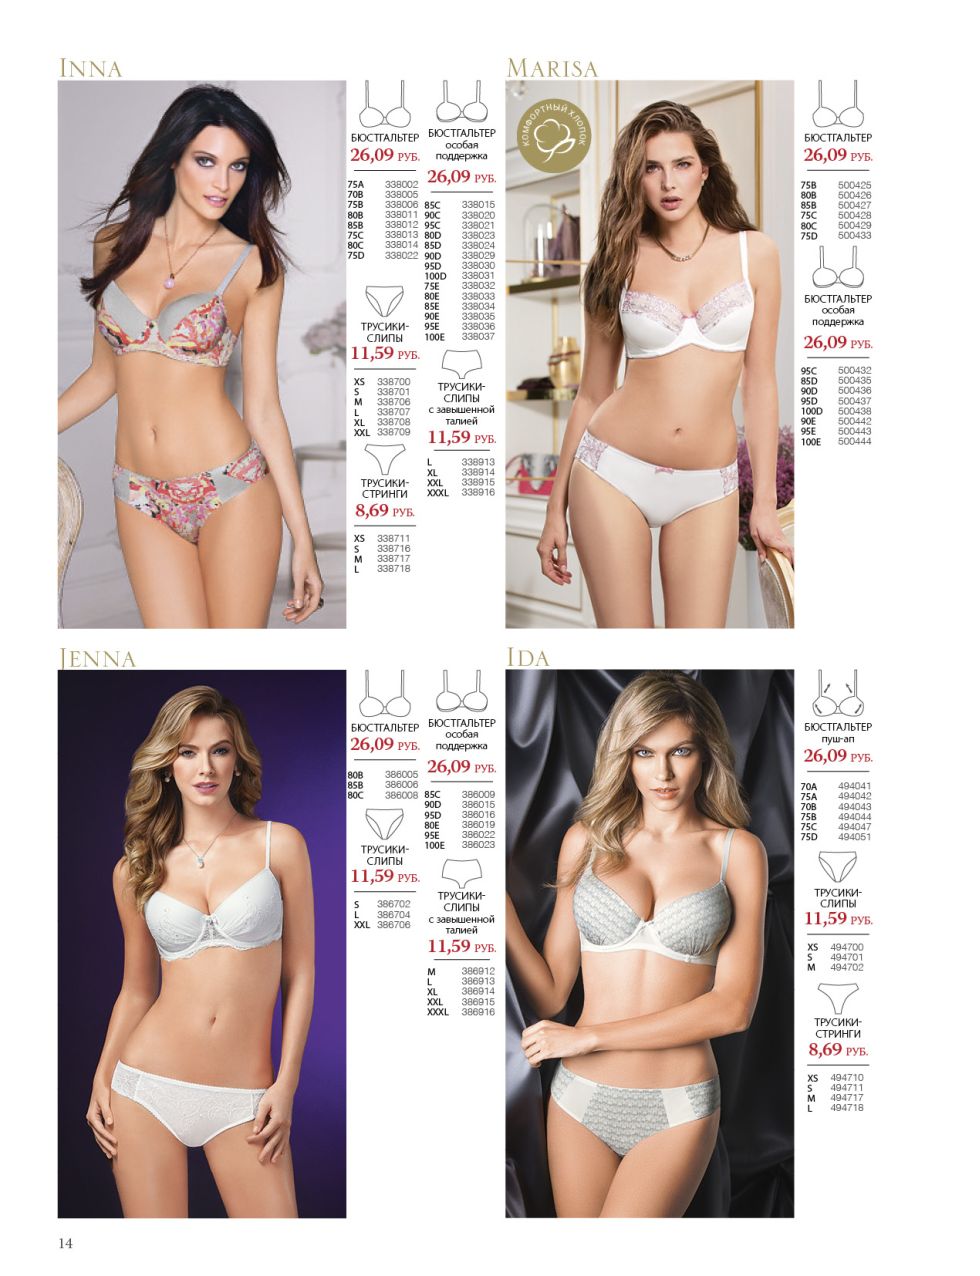 INNA
БЮСТГАЛЬТЕР
26,09 РУБ.
75A 338002
70B 338005
75B 338006
80B 338011
85B 338012
75C 338013
80C 338014
75D 338022
ТРУСИКИ-
СЛИПЫ
11,59 РУБ.
XS 338700
S 338701
M 338706
L 338707
XL 338708
XXL 338709
ТРУСИКИ-
СТРИНГИ
8,69 РУБ.
XS 338711
S 338716
M 338717
L 338718
БЮСТГАЛЬТЕР
особая
поддержка
26,09 РУБ.
85C 338015
90C 338020
95C 338021
80D 338023
85D 338024
90D 338029
95D 338030
100D 338031
75E 338032
80E 338033
85E 338034
90E 338035
95E 338036
100E 338037
ТРУСИКИ-
СЛИПЫ
с завышенной
талией
11,59 РУБ.
L 338913
XL 338914
XXL 338915
XXXL 338916
MARISA
КОМФОРТНЫЙ ХЛОПОК
БЮСТГАЛЬТЕР
26,09 РУБ.
75B 500425
80B 500426
85B 500427
75C 500428
80C 500429
75D 500433
БЮСТГАЛЬТЕР
особая
поддержка
26,09 РУБ.
95C 500432
85D 500435
90D 500436
95D 500437
100D 500438
90E 500442
95E 500443
100E 500444
JENNA
БЮСТГАЛЬТЕР
26,09 РУБ.
80B 386005
85B 386006
80C 386008
ТРУСИКИ-
СЛИПЫ
11,59 РУБ.
S 386702
L 386704
XXL 386706
БЮСТГАЛЬТЕР
особая
поддержка
26,09 РУБ.
85C 386009
90D 386015
95D 386016
80E 386019
95E 386022
100E 386023
ТРУСИКИ-
СЛИПЫ
с завышенной
талией
11,59 РУБ.
M 386912
L 386913
XL 386914
XXL 386915
XXXL 386916
IDA
БЮСТГАЛЬТЕР
пуш-ап
26,09 РУБ.
70A 494041
75A 494042
70B 494043
75B 494044
75C 494047
75D 494051
ТРУСИКИ-
СЛИПЫ
11,59 РУБ.
XS 494700
S 494701
M 494702
ТРУСИКИ-
СТРИНГИ
8,69 РУБ.
XS 494710
S 494711
M 494717
L 494718
14